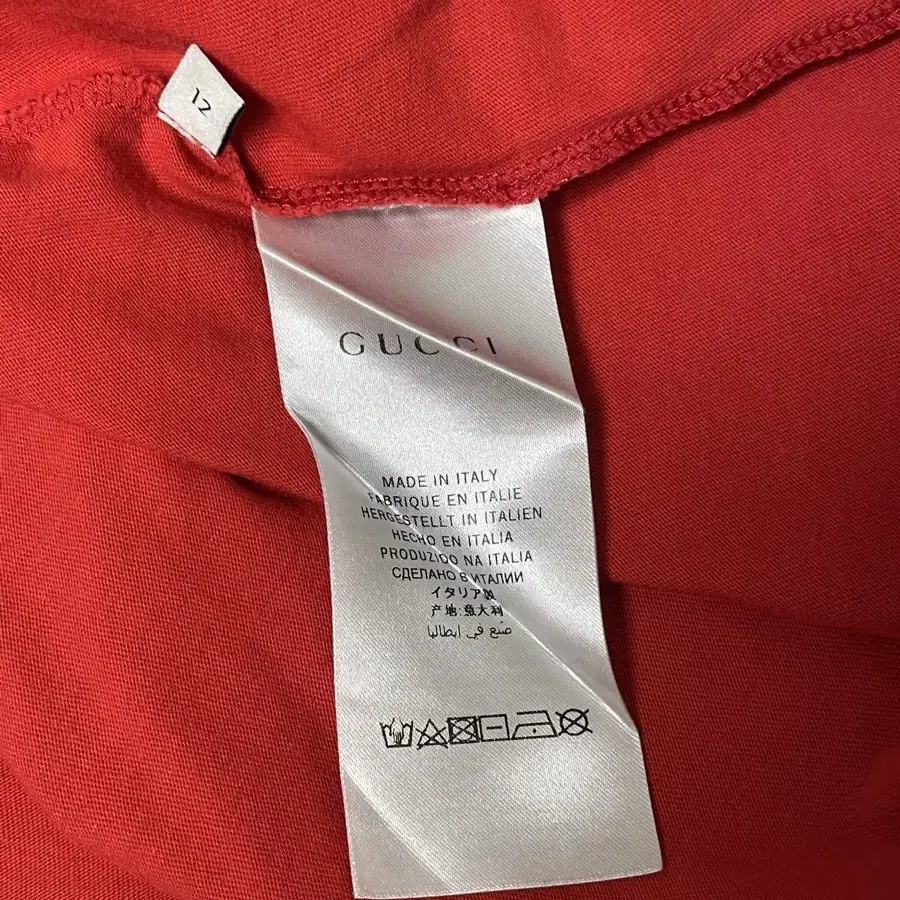 12
GUCCI
MADE IN ITALY
FABRIQUE EN ITALIE
HERGESTELLT IN ITALIEN
HECHO EN ITALIA
PRODUZIDO NA ITALIA
СДЕЛАНО В ИТАЛИИ
イタリア製
产地:意大利
صنع في ايطاليا